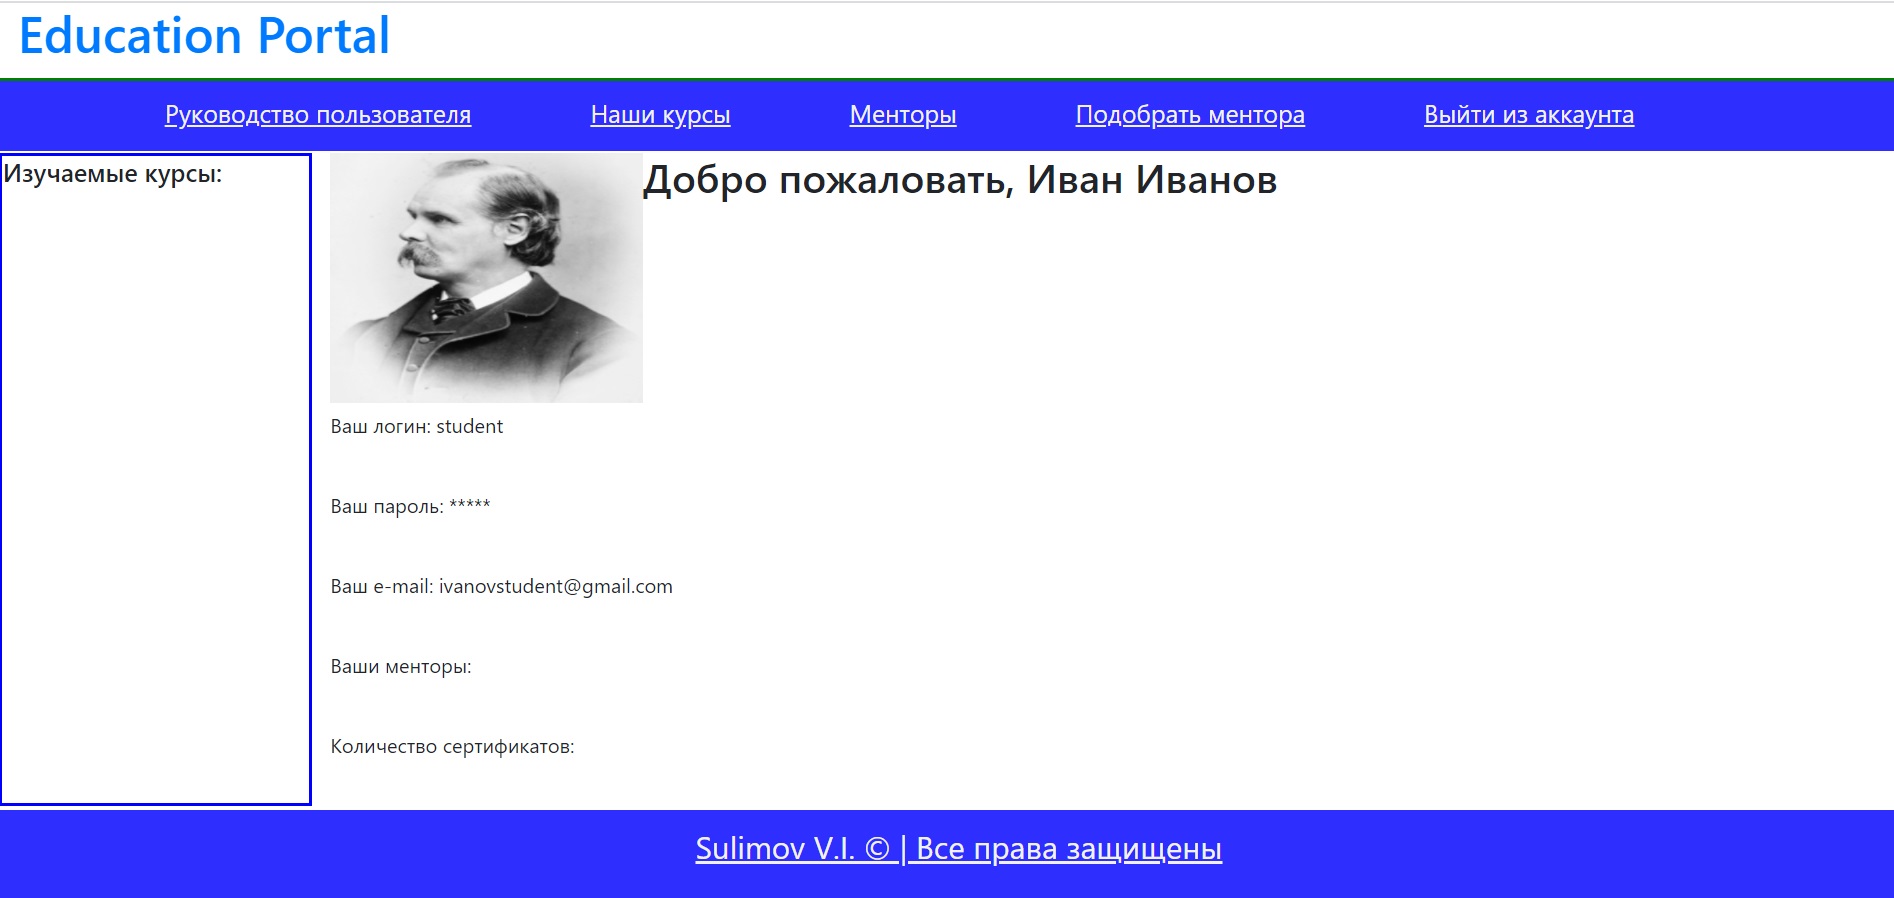 Education Portal
Руководство пользователя Наши курсы Менторы Подобрать ментора Выйти из аккаунта
Изучаемые курсы:
Добро пожаловать, Иван Иванов
Ваш логин: student
Ваш пароль: *****
Ваш e-mail: ivanovstudent@gmail.com
Ваши менторы:
Количество сертификатов:
Sulimov V.I. © | Все права защищены